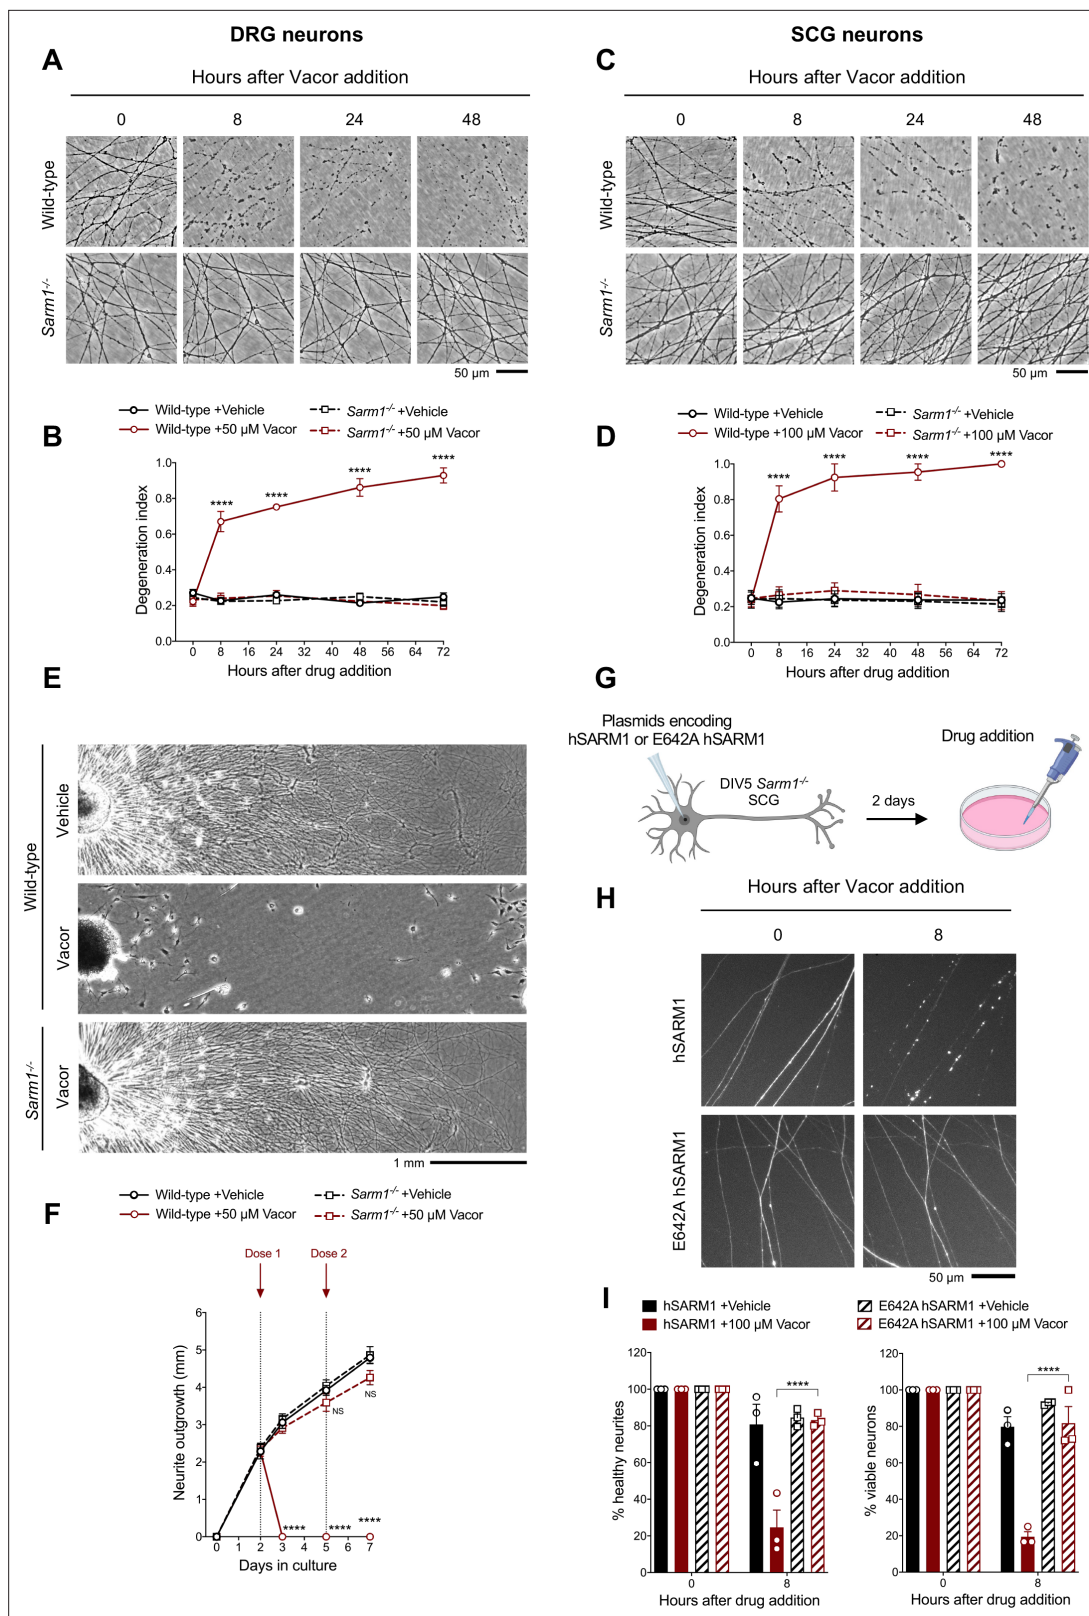 DRG neurons
SCG neurons
A
Hours after Vacor addition
0 8 24 48
Wild-type
Sarm1-/-
50 µm
C
Hours after Vacor addition
0 8 24 48
Wild-type
Sarm1-/-
50 µm
B
Wild-type +Vehicle
Sarm1-/- +Vehicle
Wild-type +50 µM Vacor
Sarm1-/- +50 µM Vacor
Degeneration index
1.0
0.8
0.6
0.4
0.2
0.0
**** **** **** ****
0 8 16 24 32 40 48 56 64 72
Hours after drug addition
D
Wild-type +Vehicle
Sarm1-/- +Vehicle
Wild-type +100 µM Vacor
Sarm1-/- +100 µM Vacor
Degeneration index
1.0
0.8
0.6
0.4
0.2
0.0
**** **** **** ****
0 8 16 24 32 40 48 56 64 72
Hours after drug addition
E
Wild-type
Vehicle
Vacor
Sarm1-/-
Vacor
1 mm
G
Plasmids encoding
hSARM1 or E642A hSARM1
DIV5 Sarm1-/-
SCG
2 days
Drug addition
H
Hours after Vacor addition
0 8
hSARM1
E642A hSARM1
50 µm
F
Wild-type +Vehicle
Sarm1-/- +Vehicle
Wild-type +50 µM Vacor
Sarm1-/- +50 µM Vacor
Dose 1
Dose 2
Neurite outgrowth (mm)
6
5
4
3
2
1
0
NS
NS
**** **** ****
0 1 2 3 4 5 6 7
Days in culture
I
hSARM1 +Vehicle
E642A hSARM1 +Vehicle
hSARM1 +100 µM Vacor
E642A hSARM1 +100 µM Vacor
% healthy neurites
120
100
80
60
40
20
0
****
0 8
Hours after drug addition
% viable neurons
120
100
80
60
40
20
0
****
0 8
Hours after drug addition